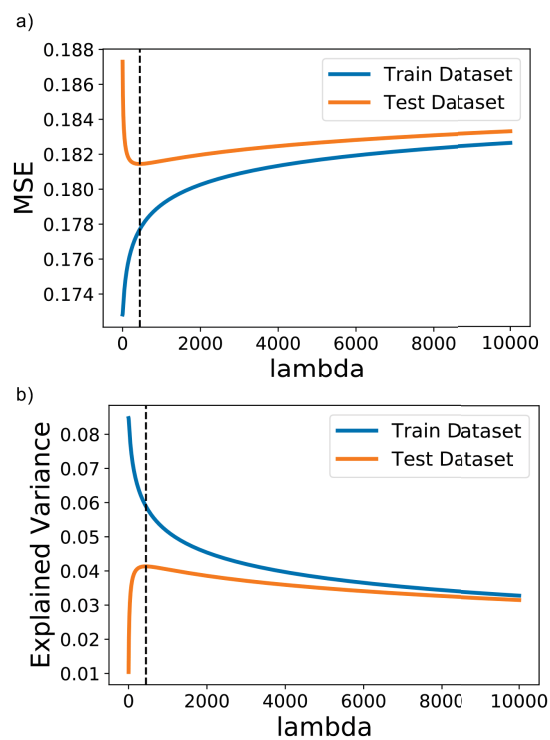 a)
0.188
0.186
0.184
0.182
0.180
0.178
0.176
0.174
MSE
Train Dataset
Test Dataset
0 2000 4000 6000 8000 10000
lambda
b)
0.08
0.07
0.06
0.05
0.04
0.03
0.02
0.01
Explained Variance
Train Dataset
Test Dataset
0 2000 4000 6000 8000 10000
lambda